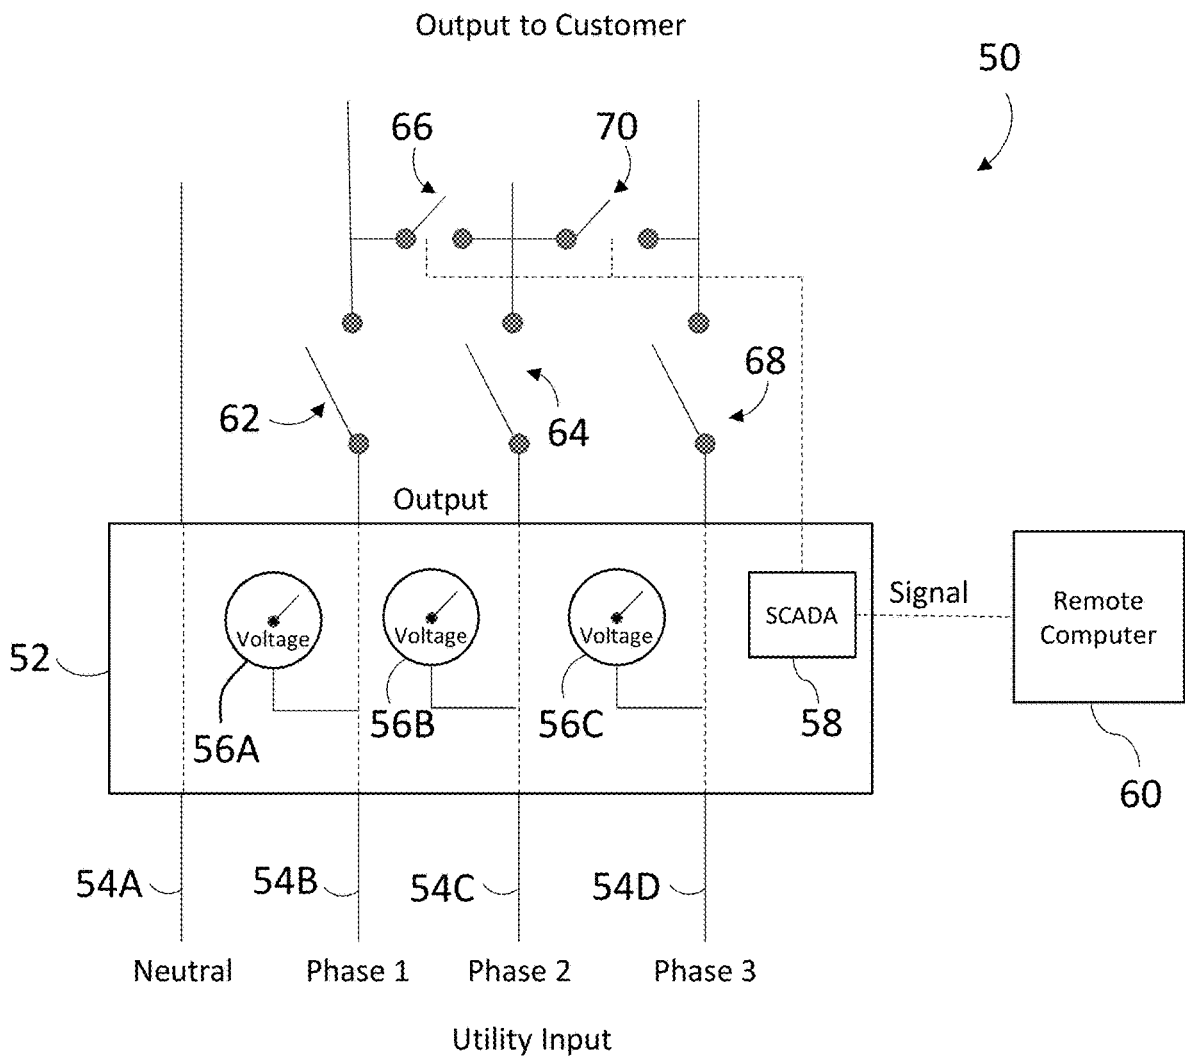 Output to Customer
50
66
70
62
64
68
Output
Voltage
Voltage
Voltage
SCADA
Signal
Remote
Computer
52
56A
56B
56C
58
60
54A
54B
54C
54D
Neutral
Phase 1
Phase 2
Phase 3
Utility Input